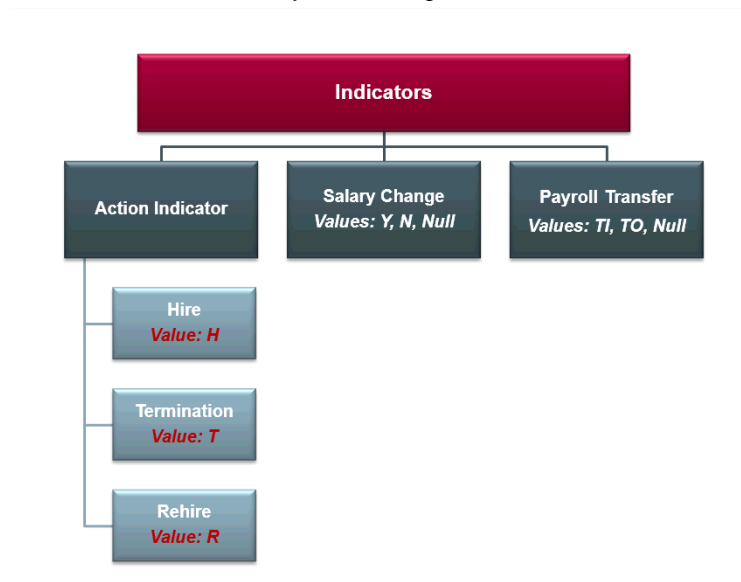 Indicators
Action Indicator
Salary Change
Values: Y, N, Null
Payroll Transfer
Values: TI, TO, Null
Hire
Value: H
Termination
Value: T
Rehire
Value: R